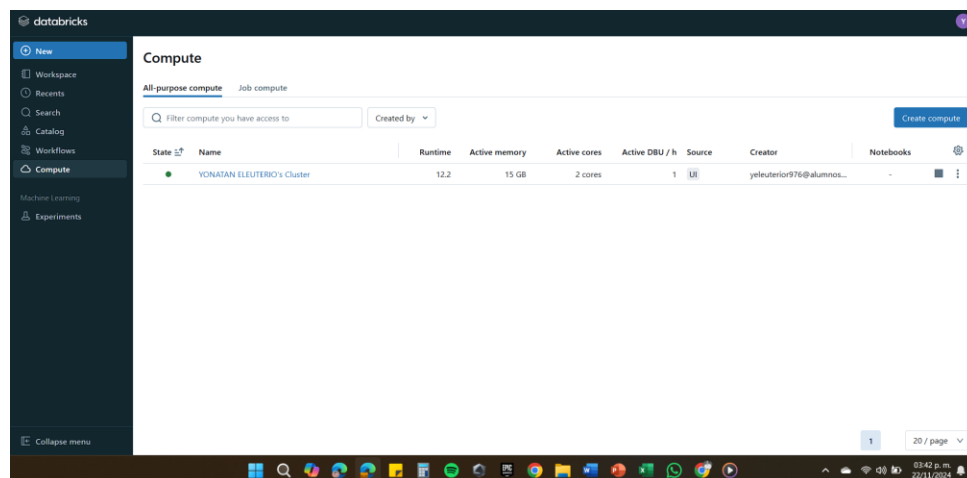 databricks
Y
New
Workspace
Recents
Search
Catalog
Workflows
Compute
Machine Learning
Experiments
Collapse menu
Compute
All-purpose compute Job compute
Filter compute you have access to Created by Create compute
State Name Runtime Active memory Active cores Active DBU / h Source Creator Notebooks
YONATAN ELEUTERIO's Cluster 12.2 15 GB 2 cores 1 UI yeleuterior976@alumnos... -
1 20 / page
EPIC
03:42 p. m.
22/11/2024